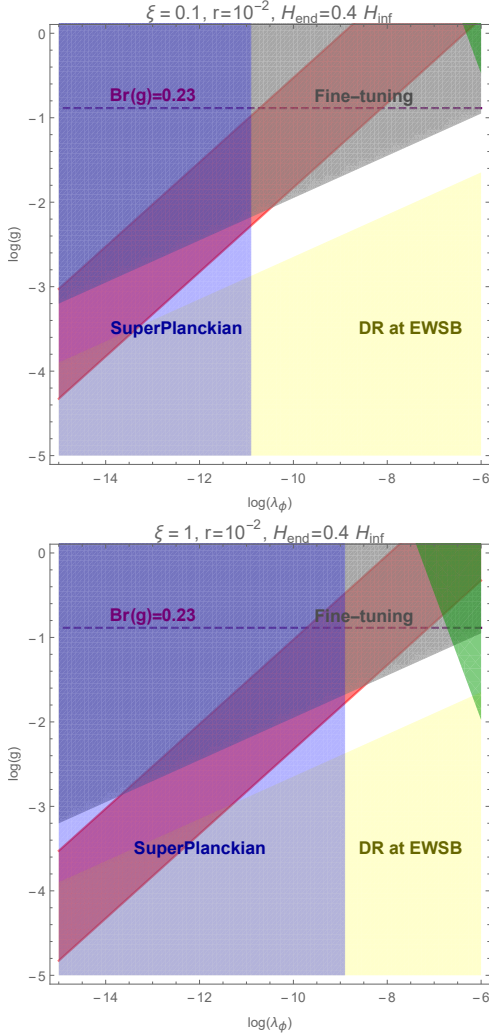 ξ = 0.1, r=10⁻², H_end=0.4 H_inf
0
Br(g)=0.23
Fine-tuning
−1
−2
log(g)
−3
SuperPlanckian
DR at EWSB
−4
−5
−14
−12
−10
−8
−6
log(λ_ϕ)
ξ = 1, r=10⁻², H_end=0.4 H_inf
0
Br(g)=0.23
Fine-tuning
−1
−2
log(g)
−3
SuperPlanckian
DR at EWSB
−4
−5
−14
−12
−10
−8
−6
log(λ_ϕ)